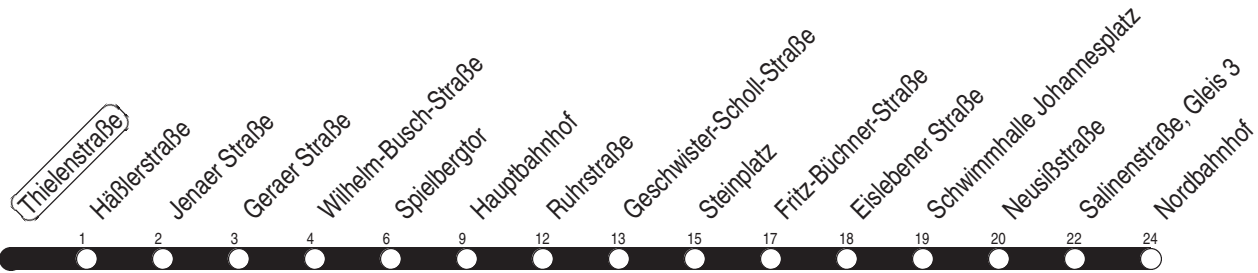 Thielenstraße
Häßlerstraße
Jenaer Straße
Geraer Straße
Wilhelm-Busch-Straße
Spielbergtor
Hauptbahnhof
Ruhrstraße
Geschwister-Scholl-Straße
Steinplatz
Fritz-Büchner-Straße
Eislebener Straße
Schwimmhalle Johannesplatz
Neusißstraße
Salinenstraße, Gleis 3
Nordbahnhof
1 2 3 4 6 9 12 13 15 17 18 19 20 22 24